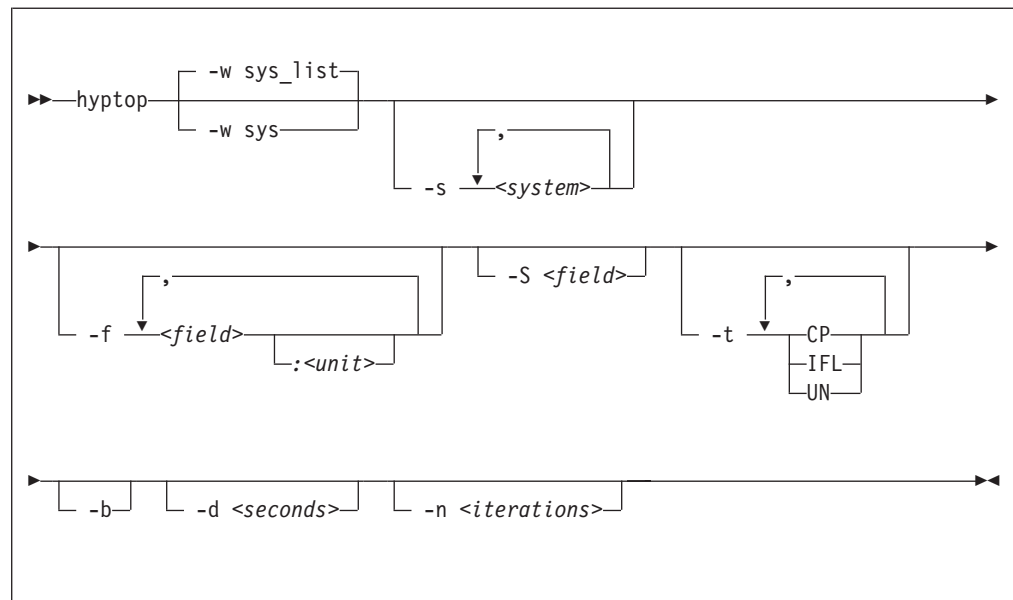 -w sys_list
hyptop
-w sys
,
-s <system>
,
-f <field>
:<unit>
-S <field>
,
-t CP
IFL
UN
-b -d <seconds> -n <iterations>